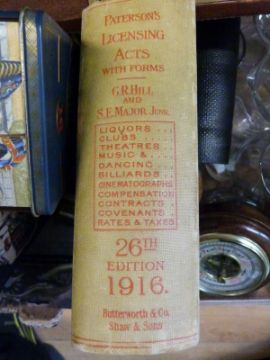 PATERSON'S
LICENSING
ACTS
WITH FORMS
G.R.HILL
AND
S.E.MAJOR JUNR.
LIQUORS...
CLUBS....
THEATRES...
MUSIC &....
DANCING...
BILLIARDS...
CINEMATOGRAPHS
COMPENSATION
CONTRACTS..
COVENANTS..
RATES & TAXES
26TH
EDITION
1916.
Butterworth & Co.
Shaw & Sons